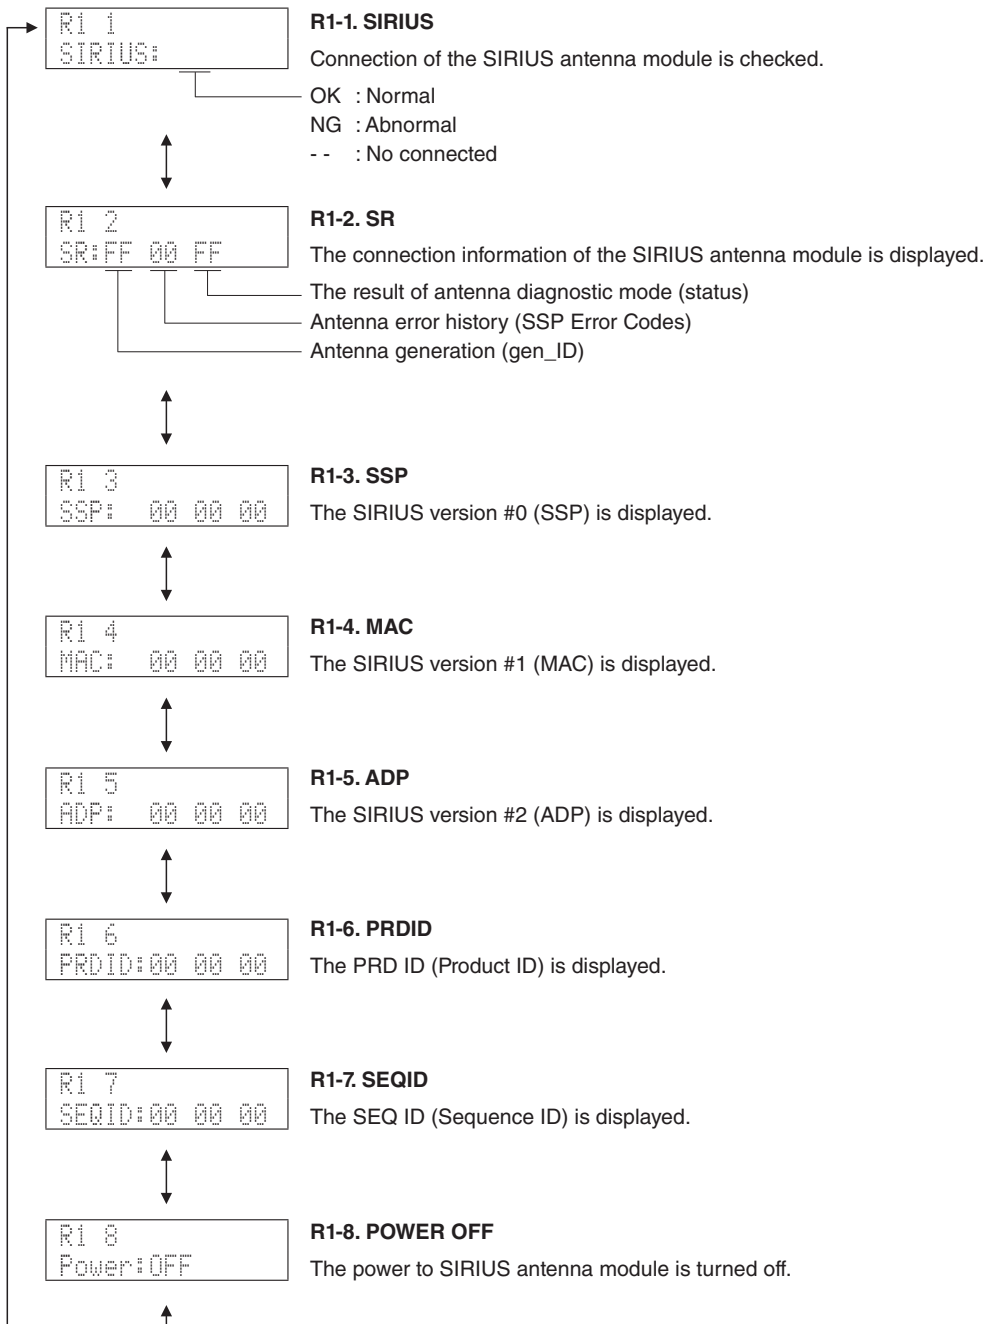 R1 1
SIRIUS:
R1-1. SIRIUS
Connection of the SIRIUS antenna module is checked.
OK : Normal
NG : Abnormal
- - : No connected
R1 2
SR:FF 00 FF
R1-2. SR
The connection information of the SIRIUS antenna module is displayed.
The result of antenna diagnostic mode (status)
Antenna error history (SSP Error Codes)
Antenna generation (gen_ID)
R1 3
SSP: 00 00 00
R1-3. SSP
The SIRIUS version #0 (SSP) is displayed.
R1 4
MAC: 00 00 00
R1-4. MAC
The SIRIUS version #1 (MAC) is displayed.
R1 5
ADP: 00 00 00
R1-5. ADP
The SIRIUS version #2 (ADP) is displayed.
R1 6
PRDID:00 00 00
R1-6. PRDID
The PRD ID (Product ID) is displayed.
R1 7
SEQID:00 00 00
R1-7. SEQID
The SEQ ID (Sequence ID) is displayed.
R1 8
Power:OFF
R1-8. POWER OFF
The power to SIRIUS antenna module is turned off.